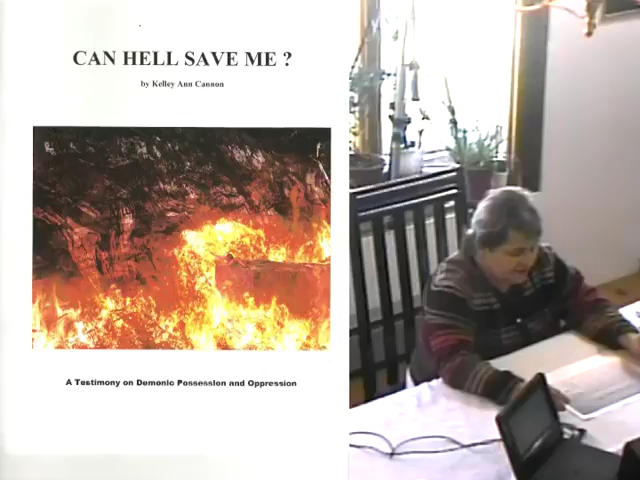 CAN HELL SAVE ME ?
by Kelley Ann Cannon
A Testimony on Demonic Possession and Oppression